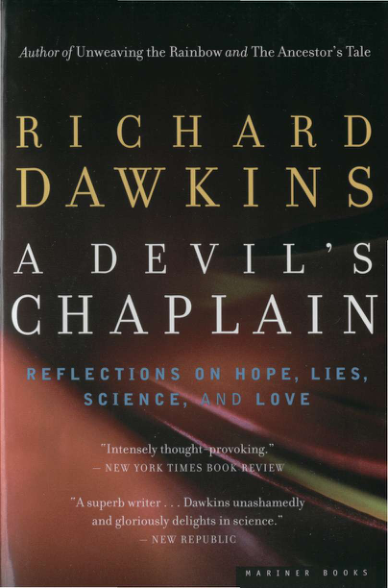 Author of Unweaving the Rainbow and The Ancestor's Tale
RICHARD
DAWKINS
A DEVIL'S
CHAPLAIN
REFLECTIONS ON HOPE, LIES,
SCIENCE, AND LOVE
"Intensely thought-provoking."
— NEW YORK TIMES BOOK REVIEW
"A superb writer . . . Dawkins unashamedly
and gloriously delights in science."
— NEW REPUBLIC
MARINER BOOKS